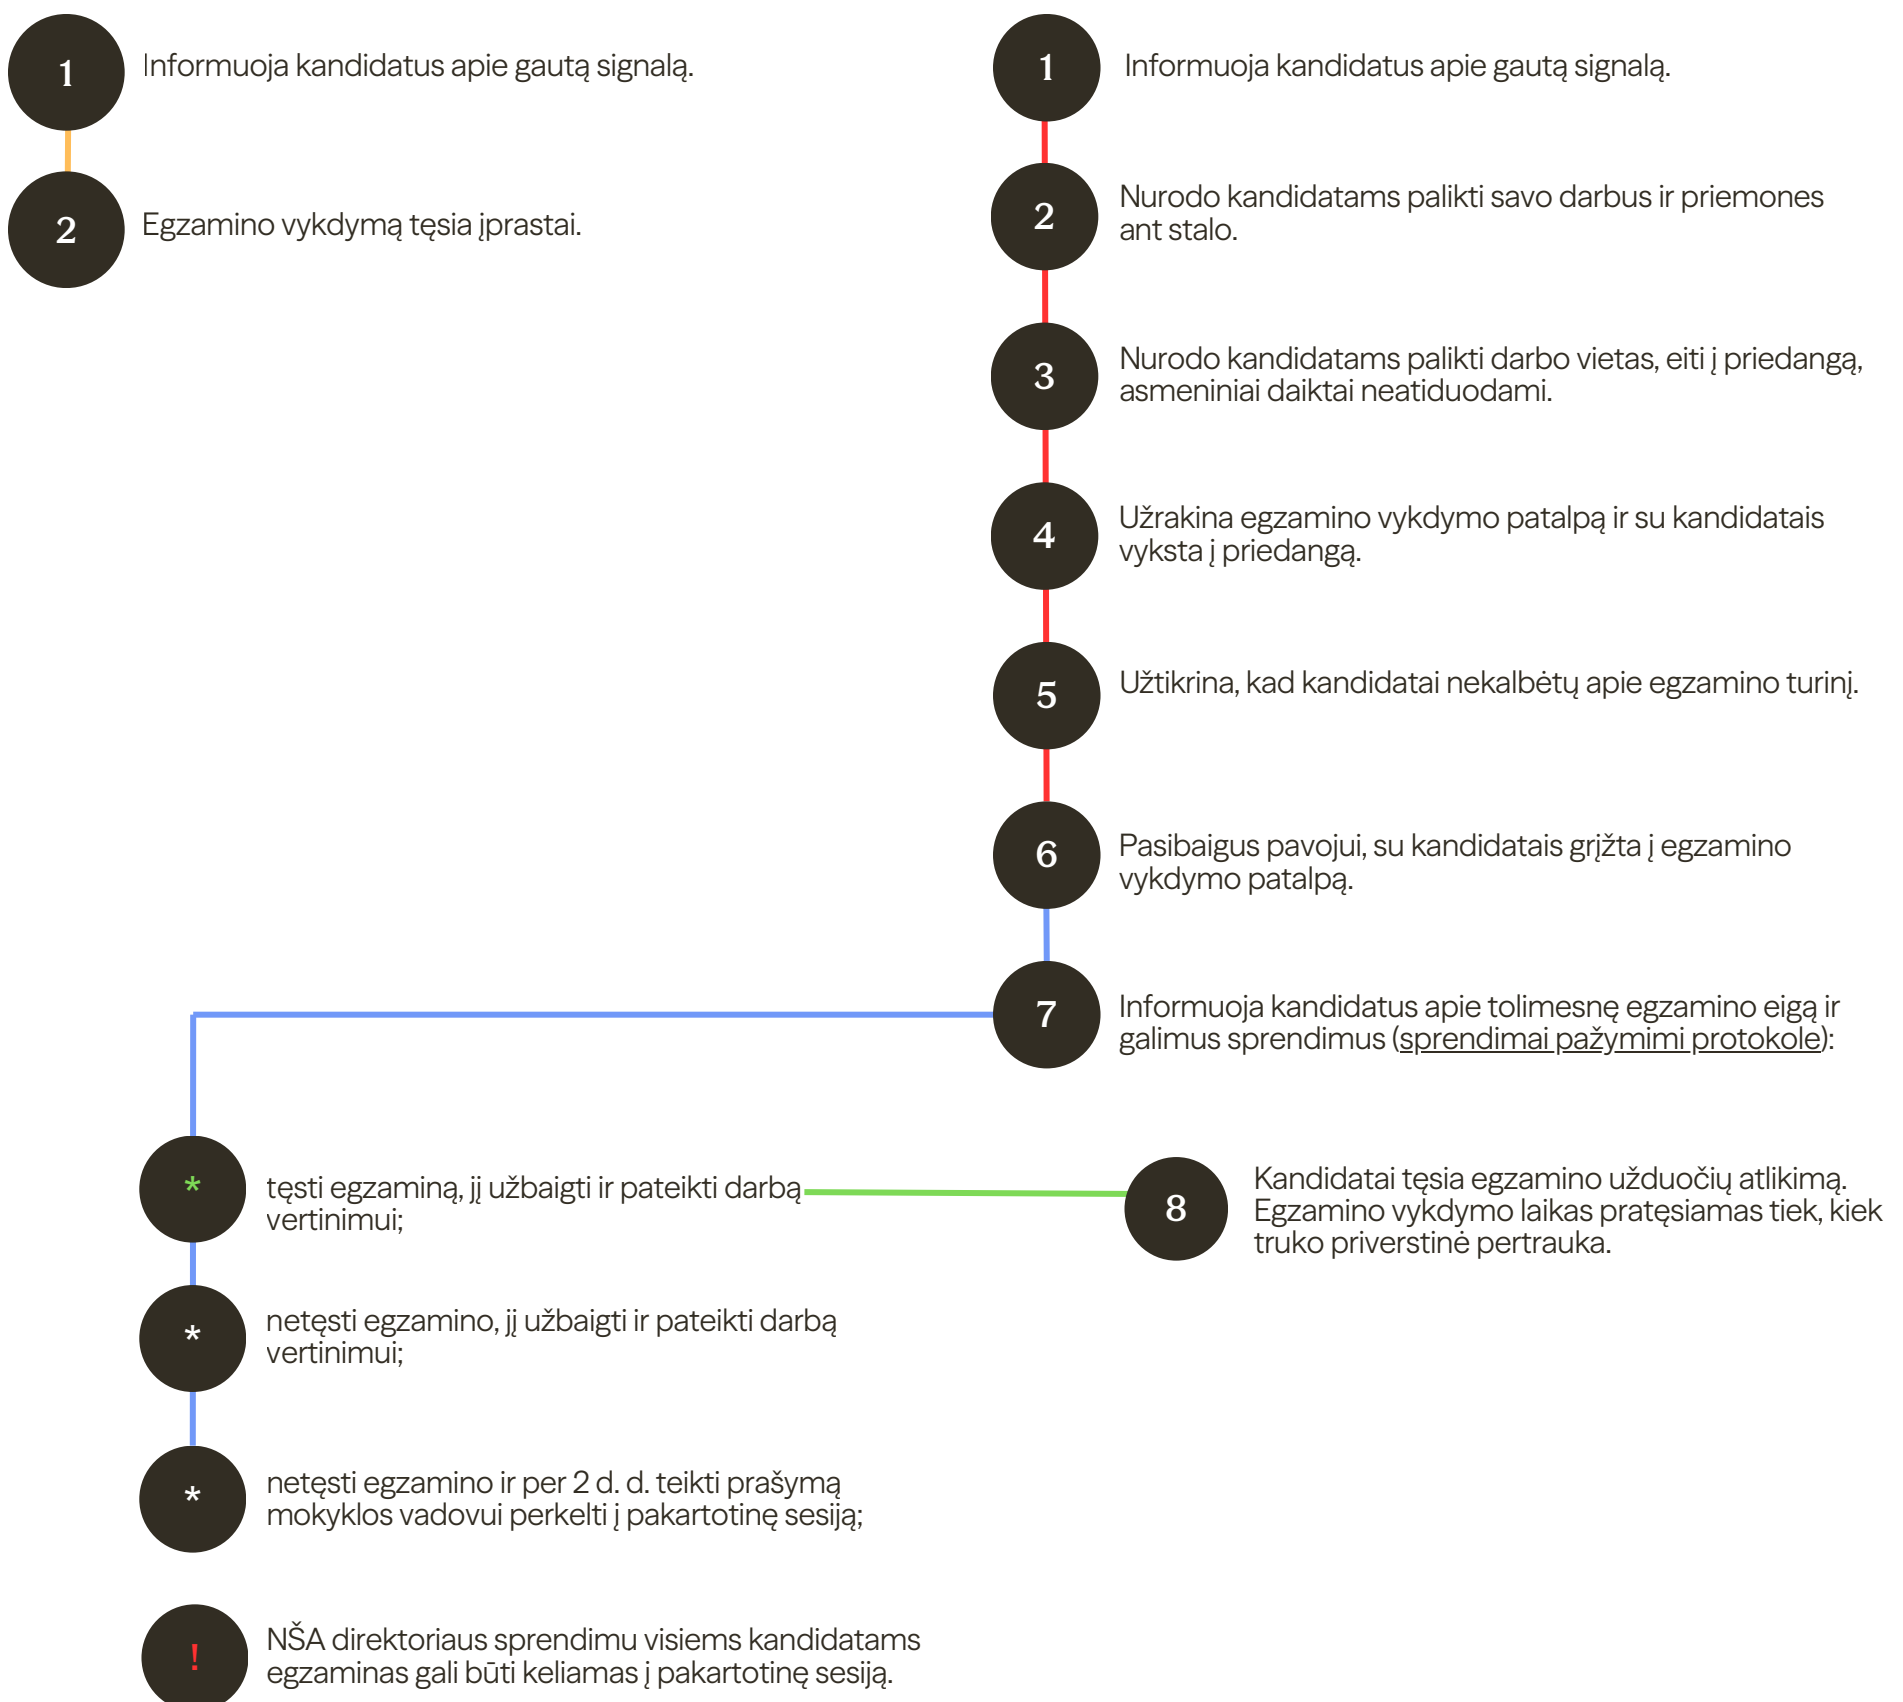 1
Informuoja kandidatus apie gautą signalą.
2
Egzamino vykdymą tęsia įprastai.
1
Informuoja kandidatus apie gautą signalą.
2
Nurodo kandidatams palikti savo darbus ir priemones
ant stalo.
3
Nurodo kandidatams palikti darbo vietas, eiti į priedangą,
asmeniniai daiktai neatiduodami.
4
Užrakina egzamino vykdymo patalpą ir su kandidatais
vyksta į priedangą.
5
Užtikrina, kad kandidatai nekalbėtų apie egzamino turinį.
6
Pasibaigus pavojui, su kandidatais grįžta į egzamino
vykdymo patalpą.
7
Informuoja kandidatus apie tolimesnę egzamino eigą ir
galimus sprendimus (sprendimai pažymimi protokole):
*
tęsti egzaminą, jį užbaigti ir pateikti darbą
vertinimui;
8
Kandidatai tęsia egzamino užduočių atlikimą.
Egzamino vykdymo laikas pratęsiamas tiek, kiek
truko priverstinė pertrauka.
*
netęsti egzamino, jį užbaigti ir pateikti darbą
vertinimui;
*
netęsti egzamino ir per 2 d. d. teikti prašymą
mokyklos vadovui perkelti į pakartotinę sesiją;
!
NŠA direktoriaus sprendimu visiems kandidatams
egzaminas gali būti keliamas į pakartotinę sesiją.